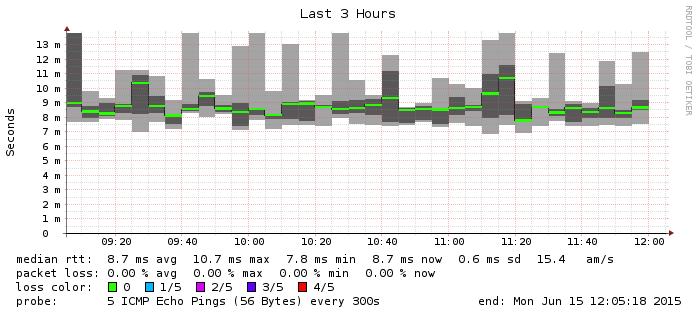 Last 3 Hours
RRDTOOL / TOBI OETIKER
Seconds
13 m
12 m
11 m
10 m
9 m
8 m
7 m
6 m
5 m
4 m
3 m
2 m
1 m
0
09:20 09:40 10:00 10:20 10:40 11:00 11:20 11:40 12:00
median rtt: 8.7 ms avg 10.7 ms max 7.8 ms min 8.7 ms now 0.6 ms sd 15.4 am/s
packet loss: 0.00 % avg 0.00 % max 0.00 % min 0.00 % now
loss color: 0 1/5 2/5 3/5 4/5
probe: 5 ICMP Echo Pings (56 Bytes) every 300s end: Mon Jun 15 12:05:18 2015